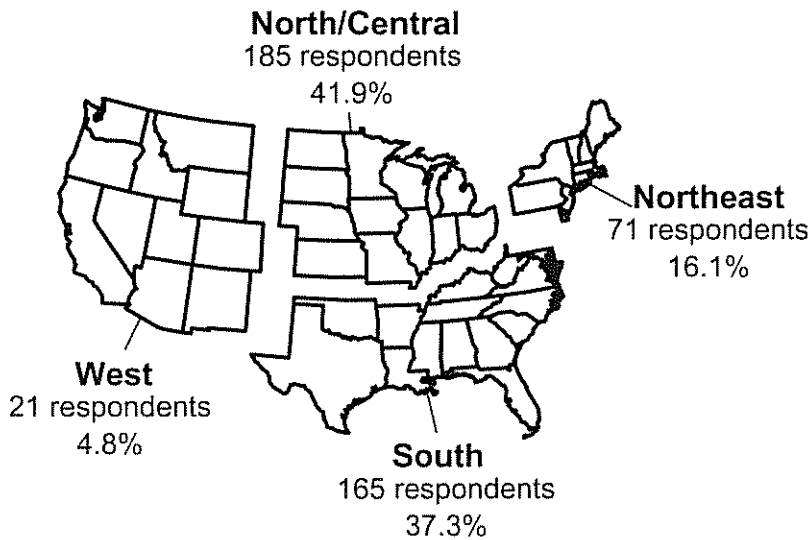 North/Central
185 respondents
41.9%
Northeast
71 respondents
16.1%
West
21 respondents
4.8%
South
165 respondents
37.3%